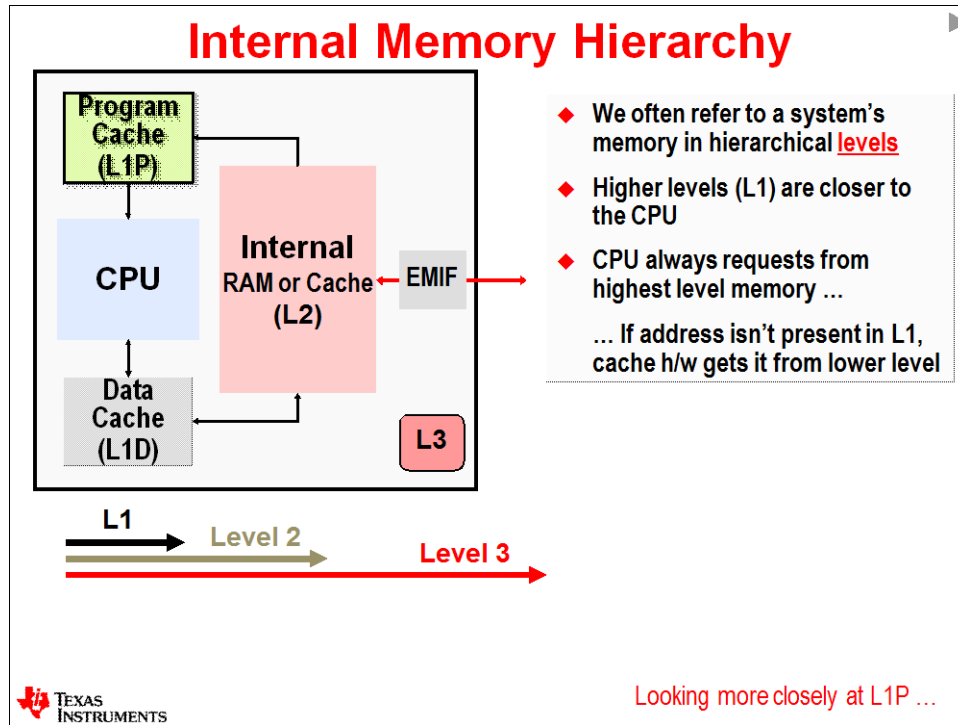 Internal Memory Hierarchy
Program
Cache
(L1P)
CPU
Data
Cache
(L1D)
Internal
RAM or Cache
(L2)
EMIF
L3
L1
Level 2
Level 3
We often refer to a system's
memory in hierarchical levels
Higher levels (L1) are closer to
the CPU
CPU always requests from
highest level memory …
… If address isn't present in L1,
cache h/w gets it from lower level
TEXAS
INSTRUMENTS
Looking more closely at L1P …